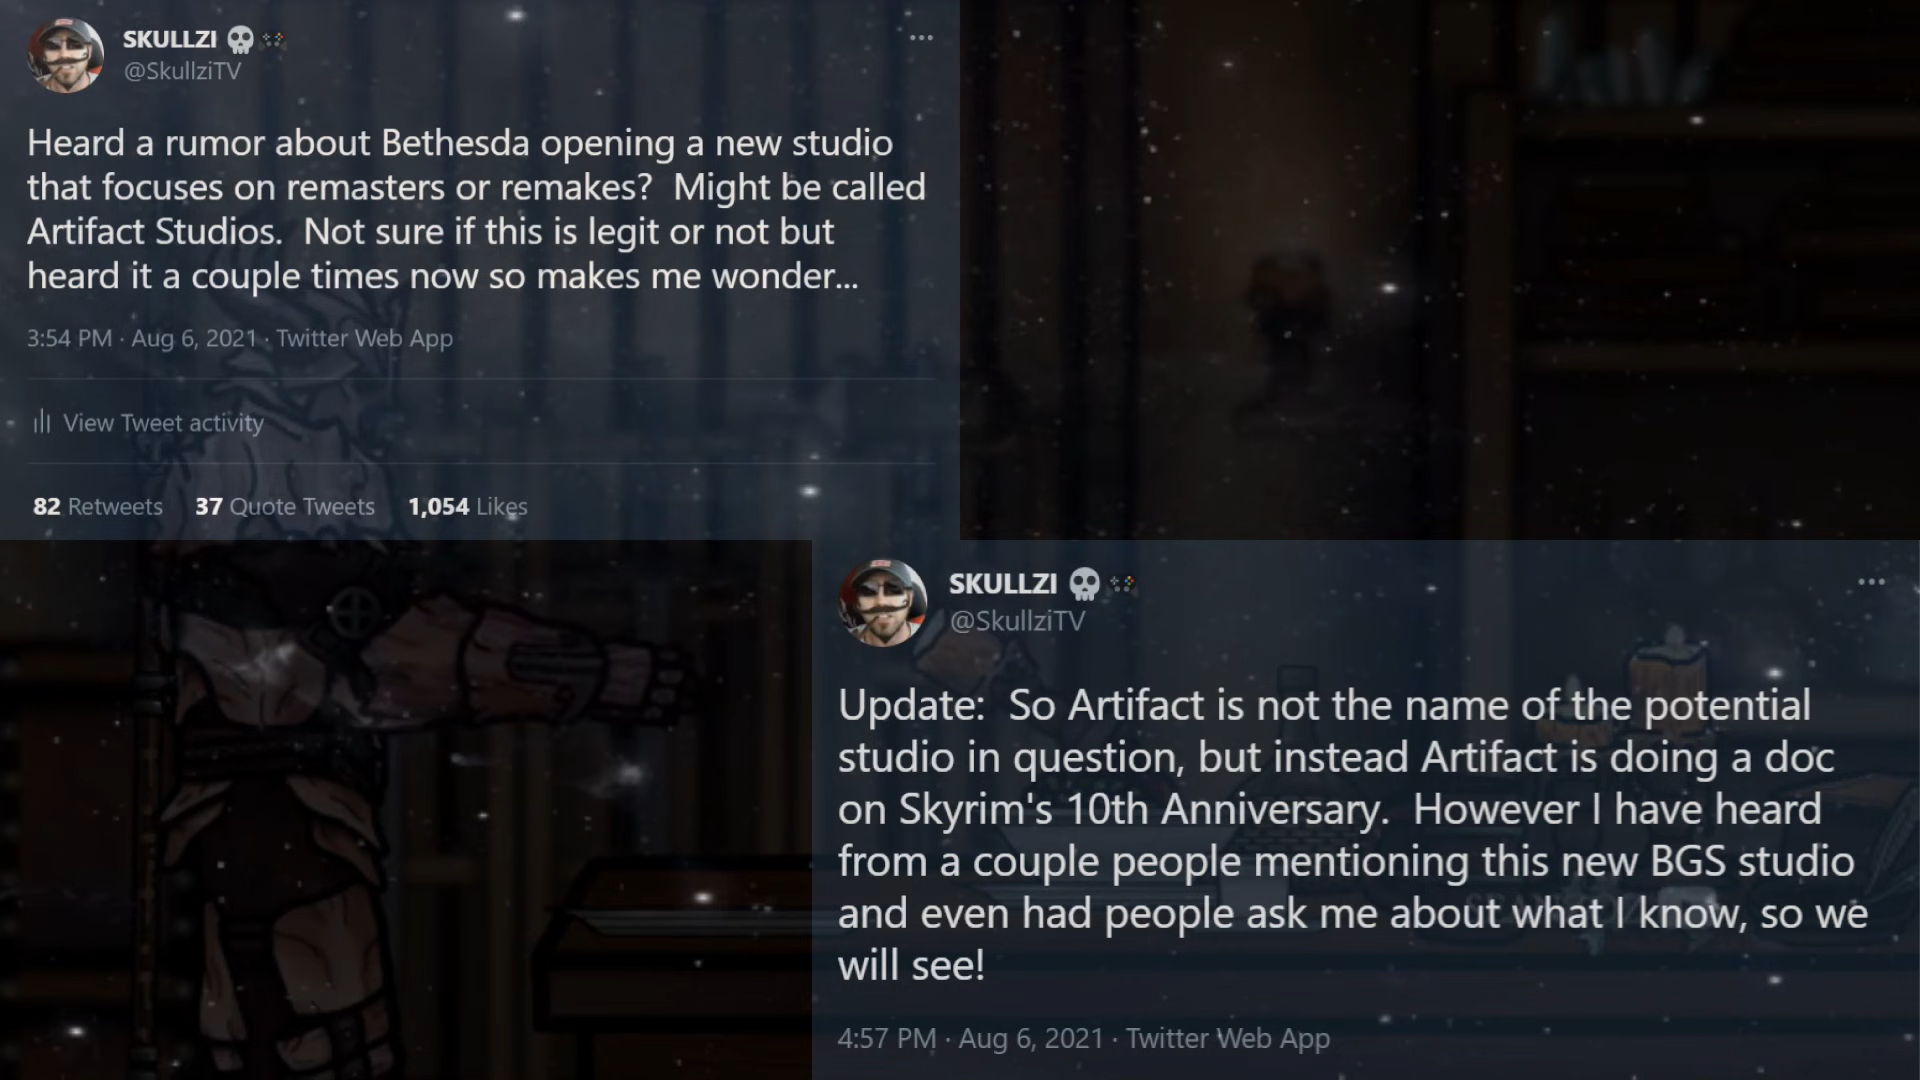 SKULLZI
@SkullziTV
Heard a rumor about Bethesda opening a new studio
that focuses on remasters or remakes?  Might be called
Artifact Studios.  Not sure if this is legit or not but
heard it a couple times now so makes me wonder...
3:54 PM · Aug 6, 2021 · Twitter Web App
View Tweet activity
82 Retweets 37 Quote Tweets 1,054 Likes
SKULLZI
@SkullziTV
Update:  So Artifact is not the name of the potential
studio in question, but instead Artifact is doing a doc
on Skyrim's 10th Anniversary.  However I have heard
from a couple people mentioning this new BGS studio
and even had people ask me about what I know, so we
will see!
4:57 PM · Aug 6, 2021 · Twitter Web App